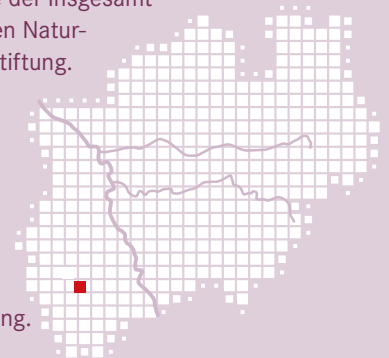 der insgesamt
en Natur-
tiftung.
ng.